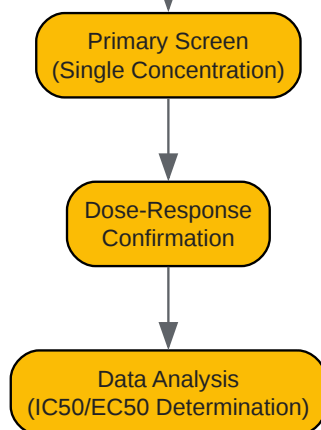 Primary Screen
(Single Concentration)
Dose-Response
Confirmation
Data Analysis
(IC50/EC50 Determination)